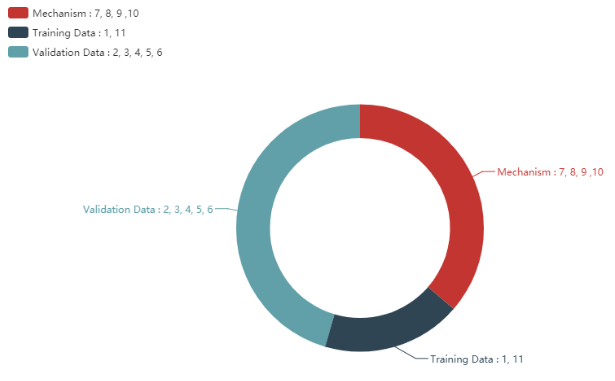 Mechanism : 7, 8, 9 ,10
Training Data : 1, 11
Validation Data : 2, 3, 4, 5, 6
Mechanism : 7, 8, 9 ,10
Validation Data : 2, 3, 4, 5, 6
Training Data : 1, 11